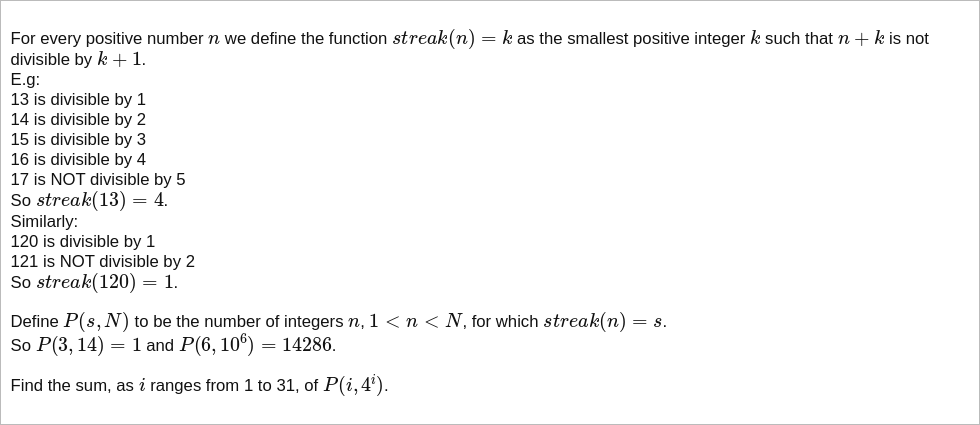 For every positive number n we define the function streak(n) = k as the smallest positive integer k such that n + k is not
divisible by k + 1.
E.g:
13 is divisible by 1
14 is divisible by 2
15 is divisible by 3
16 is divisible by 4
17 is NOT divisible by 5
So streak(13) = 4.
Similarly:
120 is divisible by 1
121 is NOT divisible by 2
So streak(120) = 1.
Define P(s, N) to be the number of integers n, 1 < n < N, for which streak(n) = s.
So P(3, 14) = 1 and P(6, 10⁶) = 14286.
Find the sum, as i ranges from 1 to 31, of P(i, 4ⁱ).